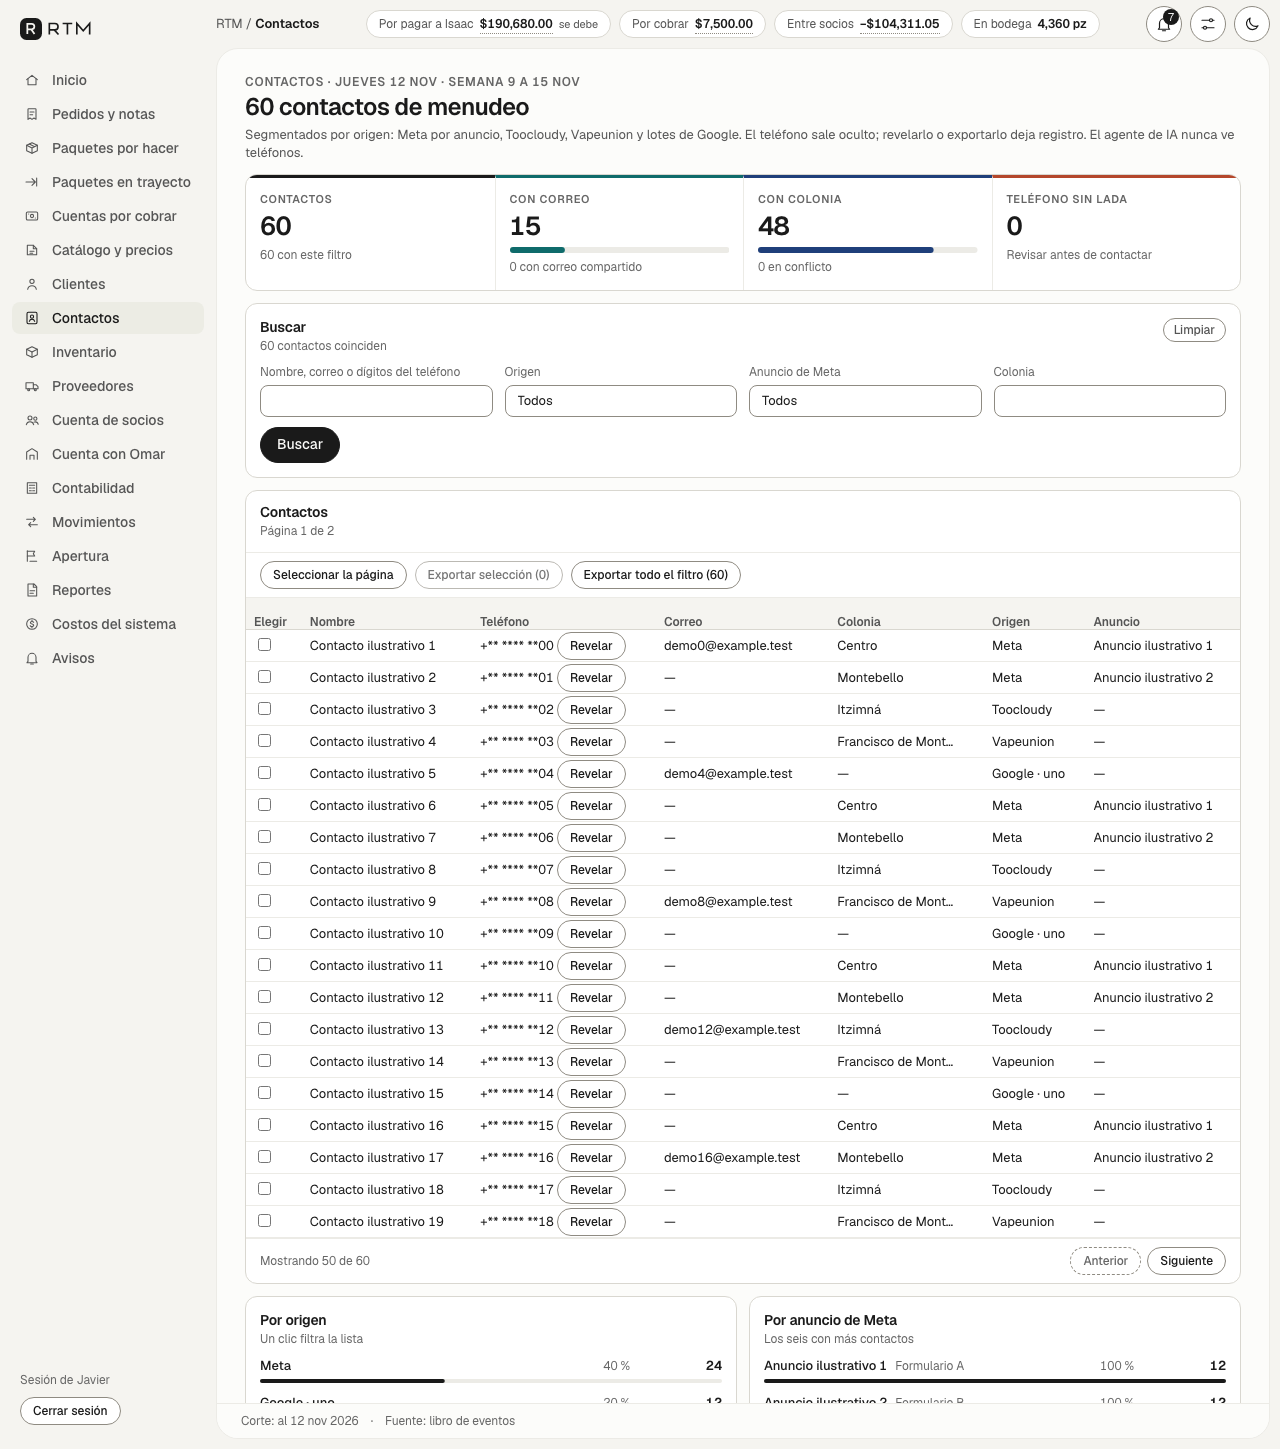 R RTM
RTM / Contactos
Por pagar a Isaac $190,680.00 se debe
Por cobrar $7,500.00
Entre socios −$104,311.05
En bodega 4,360 pz
7
Inicio
Pedidos y notas
Paquetes por hacer
Paquetes en trayecto
Cuentas por cobrar
Catálogo y precios
Clientes
Contactos
Inventario
Proveedores
Cuenta de socios
Cuenta con Omar
Contabilidad
Movimientos
Apertura
Reportes
Costos del sistema
Avisos
Sesión de Javier
Cerrar sesión
CONTACTOS · JUEVES 12 NOV · SEMANA 9 A 15 NOV
60 contactos de menudeo
Segmentados por origen: Meta por anuncio, Toocloudy, Vapeunion y lotes de Google. El teléfono sale oculto; revelarlo o exportarlo deja registro. El agente de IA nunca ve
teléfonos.
CONTACTOS
60
60 con este filtro
CON CORREO
15
0 con correo compartido
CON COLONIA
48
0 en conflicto
TELÉFONO SIN LADA
0
Revisar antes de contactar
Buscar
60 contactos coinciden
Limpiar
Nombre, correo o dígitos del teléfono
Origen
Todos
Anuncio de Meta
Todos
Colonia
Buscar
Contactos
Página 1 de 2
Seleccionar la página Exportar selección (0) Exportar todo el filtro (60)
Elegir Nombre Teléfono Correo Colonia Origen Anuncio
Contacto ilustrativo 1 +** **** **00 Revelar demo0@example.test Centro Meta Anuncio ilustrativo 1
Contacto ilustrativo 2 +** **** **01 Revelar — Montebello Meta Anuncio ilustrativo 2
Contacto ilustrativo 3 +** **** **02 Revelar — Itzimná Toocloudy —
Contacto ilustrativo 4 +** **** **03 Revelar — Francisco de Mont… Vapeunion —
Contacto ilustrativo 5 +** **** **04 Revelar demo4@example.test — Google · uno —
Contacto ilustrativo 6 +** **** **05 Revelar — Centro Meta Anuncio ilustrativo 1
Contacto ilustrativo 7 +** **** **06 Revelar — Montebello Meta Anuncio ilustrativo 2
Contacto ilustrativo 8 +** **** **07 Revelar — Itzimná Toocloudy —
Contacto ilustrativo 9 +** **** **08 Revelar demo8@example.test Francisco de Mont… Vapeunion —
Contacto ilustrativo 10 +** **** **09 Revelar — — Google · uno —
Contacto ilustrativo 11 +** **** **10 Revelar — Centro Meta Anuncio ilustrativo 1
Contacto ilustrativo 12 +** **** **11 Revelar — Montebello Meta Anuncio ilustrativo 2
Contacto ilustrativo 13 +** **** **12 Revelar demo12@example.test Itzimná Toocloudy —
Contacto ilustrativo 14 +** **** **13 Revelar — Francisco de Mont… Vapeunion —
Contacto ilustrativo 15 +** **** **14 Revelar — — Google · uno —
Contacto ilustrativo 16 +** **** **15 Revelar — Centro Meta Anuncio ilustrativo 1
Contacto ilustrativo 17 +** **** **16 Revelar demo16@example.test Montebello Meta Anuncio ilustrativo 2
Contacto ilustrativo 18 +** **** **17 Revelar — Itzimná Toocloudy —
Contacto ilustrativo 19 +** **** **18 Revelar — Francisco de Mont… Vapeunion —
Mostrando 50 de 60
Anterior Siguiente
Por origen
Un clic filtra la lista
Meta 40 % 24
Google · uno 20 % 12
Por anuncio de Meta
Los seis con más contactos
Anuncio ilustrativo 1 Formulario A 100 % 12
Anuncio ilustrativo 2 Formulario B 100 % 12
Corte: al 12 nov 2026 · Fuente: libro de eventos